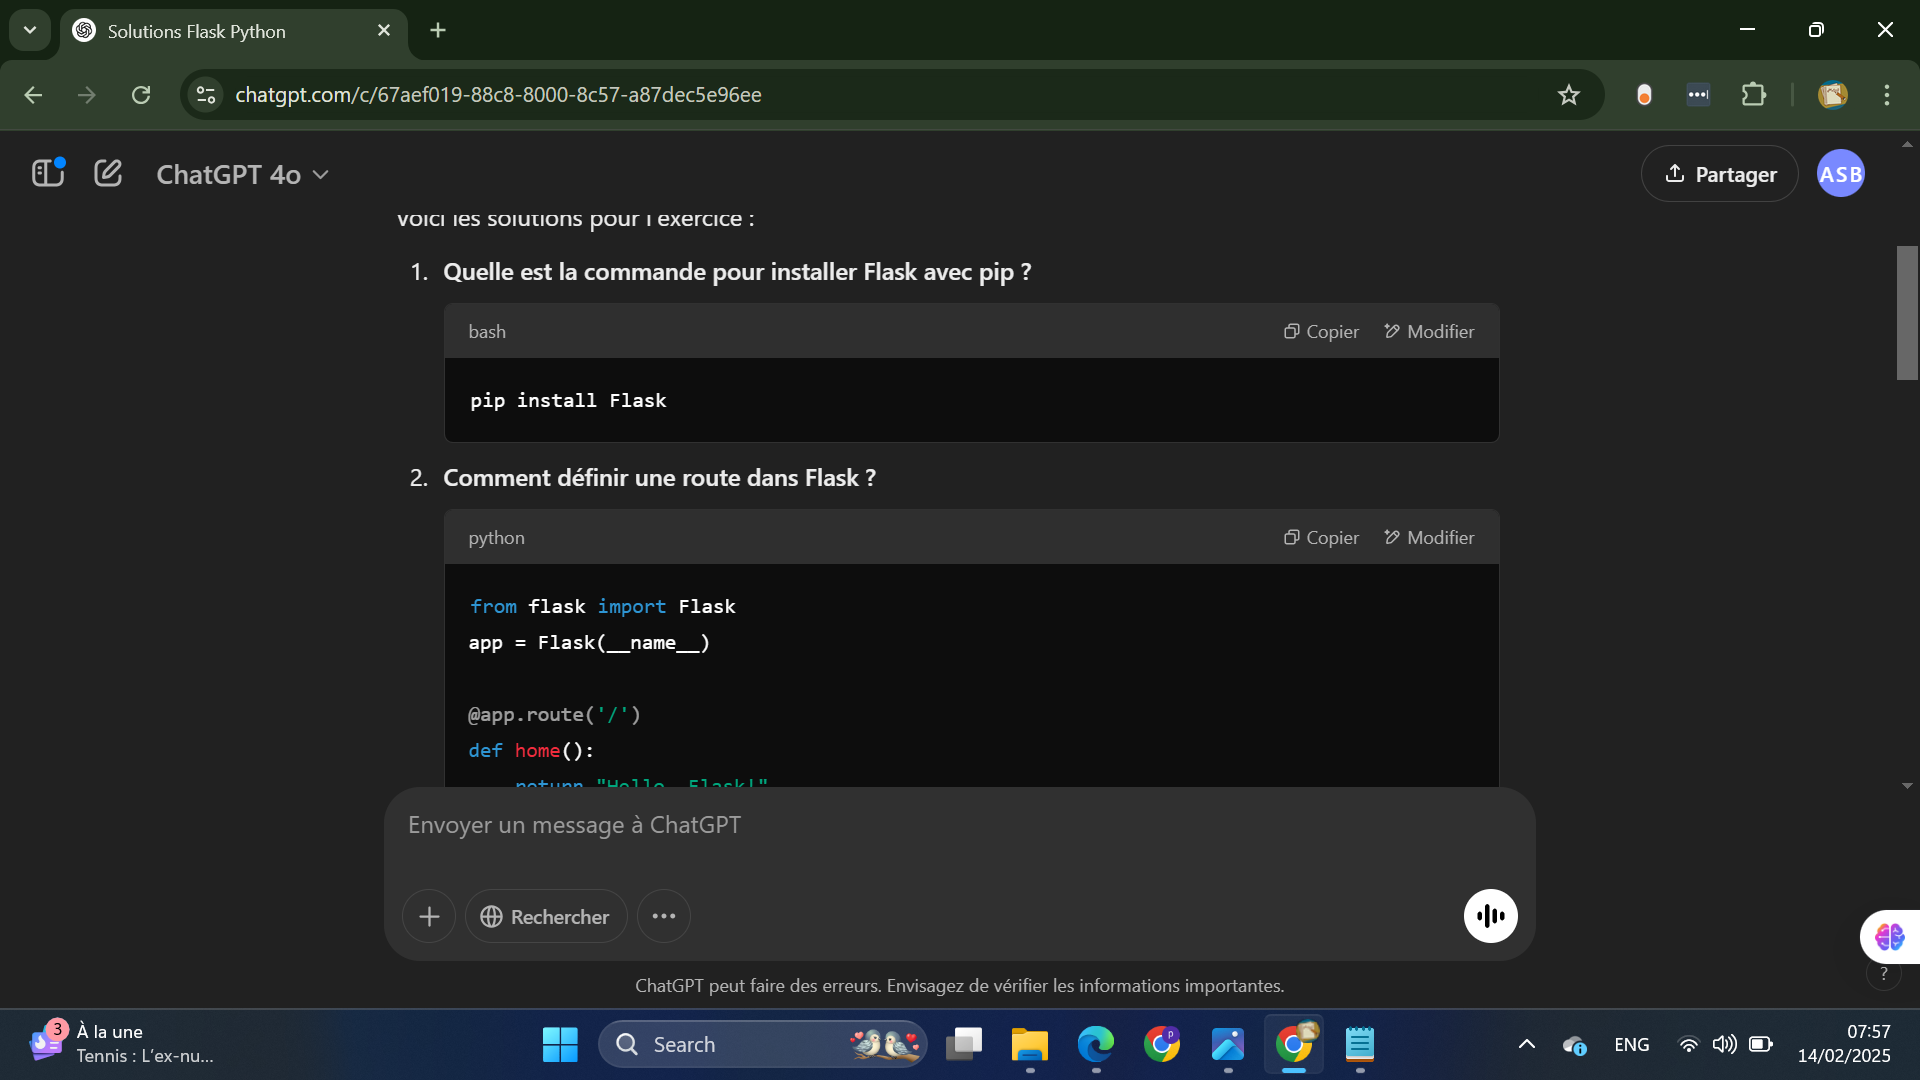 Solutions Flask Python
chatgpt.com/c/67aef019-88c8-8000-8c57-a87dec5e96ee
ChatGPT 4o
Partager
ASB
Voici les solutions pour l'exercice :
1. Quelle est la commande pour installer Flask avec pip ?
bash
Copier
Modifier
pip install Flask
2. Comment définir une route dans Flask ?
python
Copier
Modifier
from flask import Flask
app = Flask(__name__)
@app.route('/')
def home():
return "Hello, Flask!"
Envoyer un message à ChatGPT
Rechercher
ChatGPT peut faire des erreurs. Envisagez de vérifier les informations importantes.
?
3
À la une
Tennis : L'ex-nu...
Search
P
ENG
07:57
14/02/2025